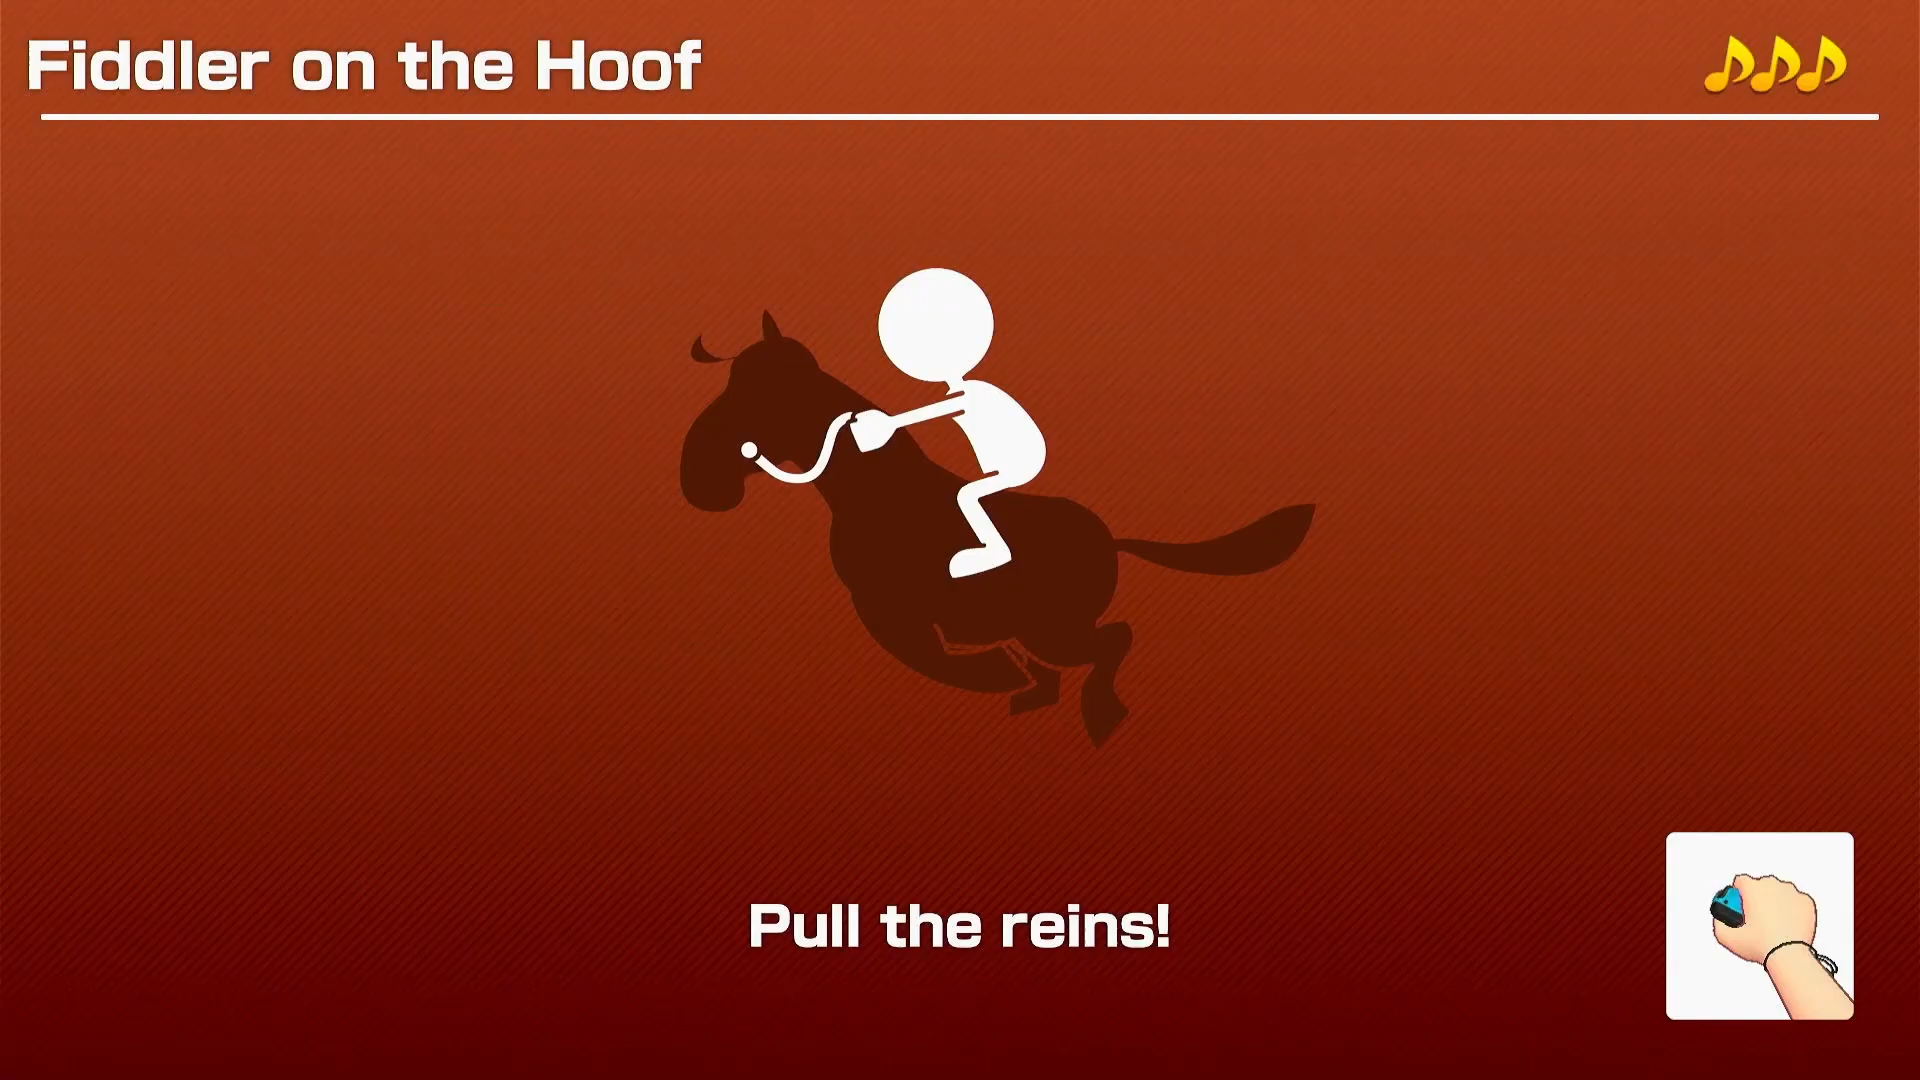 Fiddler on the Hoof
Pull the reins!